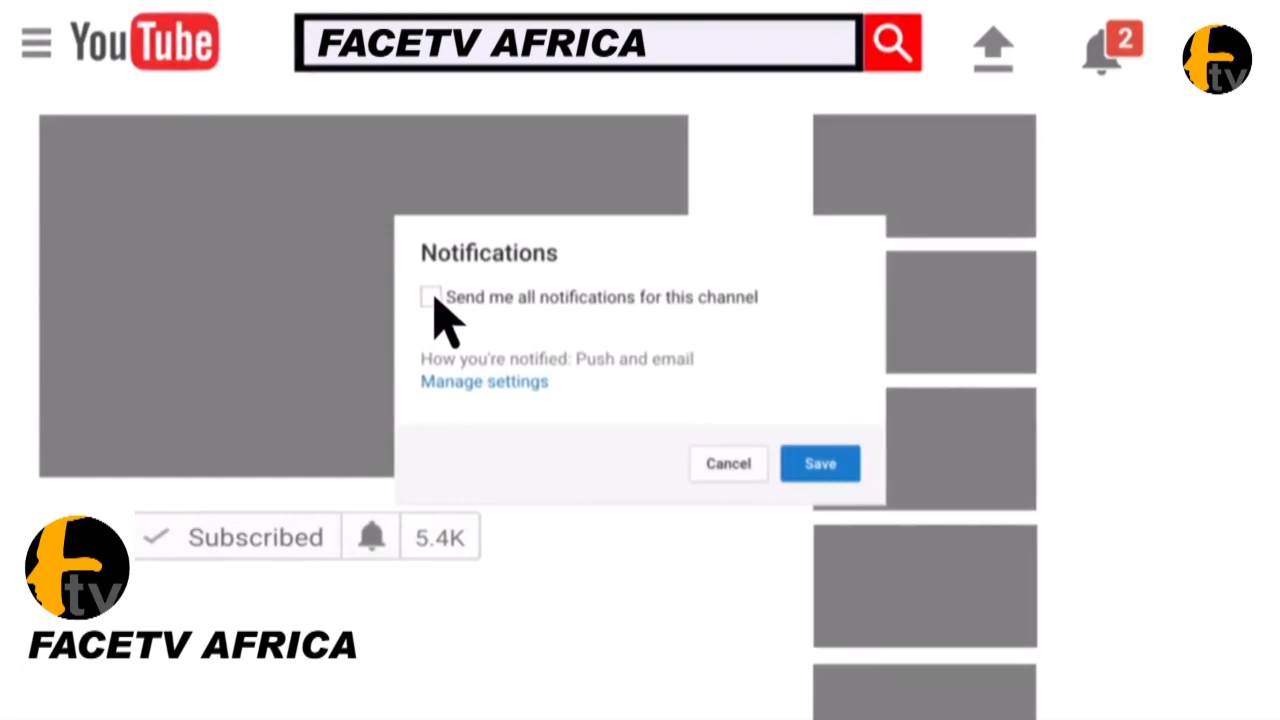 YouTube
FACETV AFRICA
2
tv
Notifications
Send me all notifications for this channel
How you're notified: Push and email
Manage settings
Cancel
Save
Subscribed
5.4K
tv
FACETV AFRICA